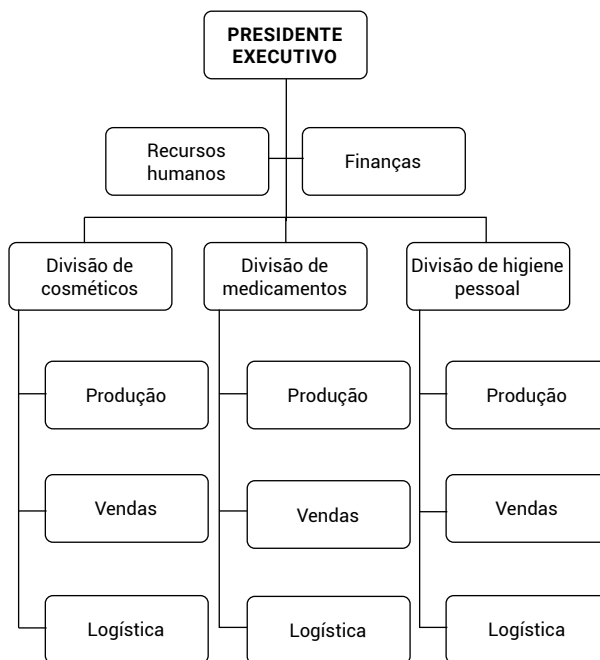 PRESIDENTE
EXECUTIVO
Recursos
humanos
Finanças
Divisão de
cosméticos
Divisão de
medicamentos
Divisão de higiene
pessoal
Produção
Produção
Produção
Vendas
Vendas
Vendas
Logística
Logística
Logística